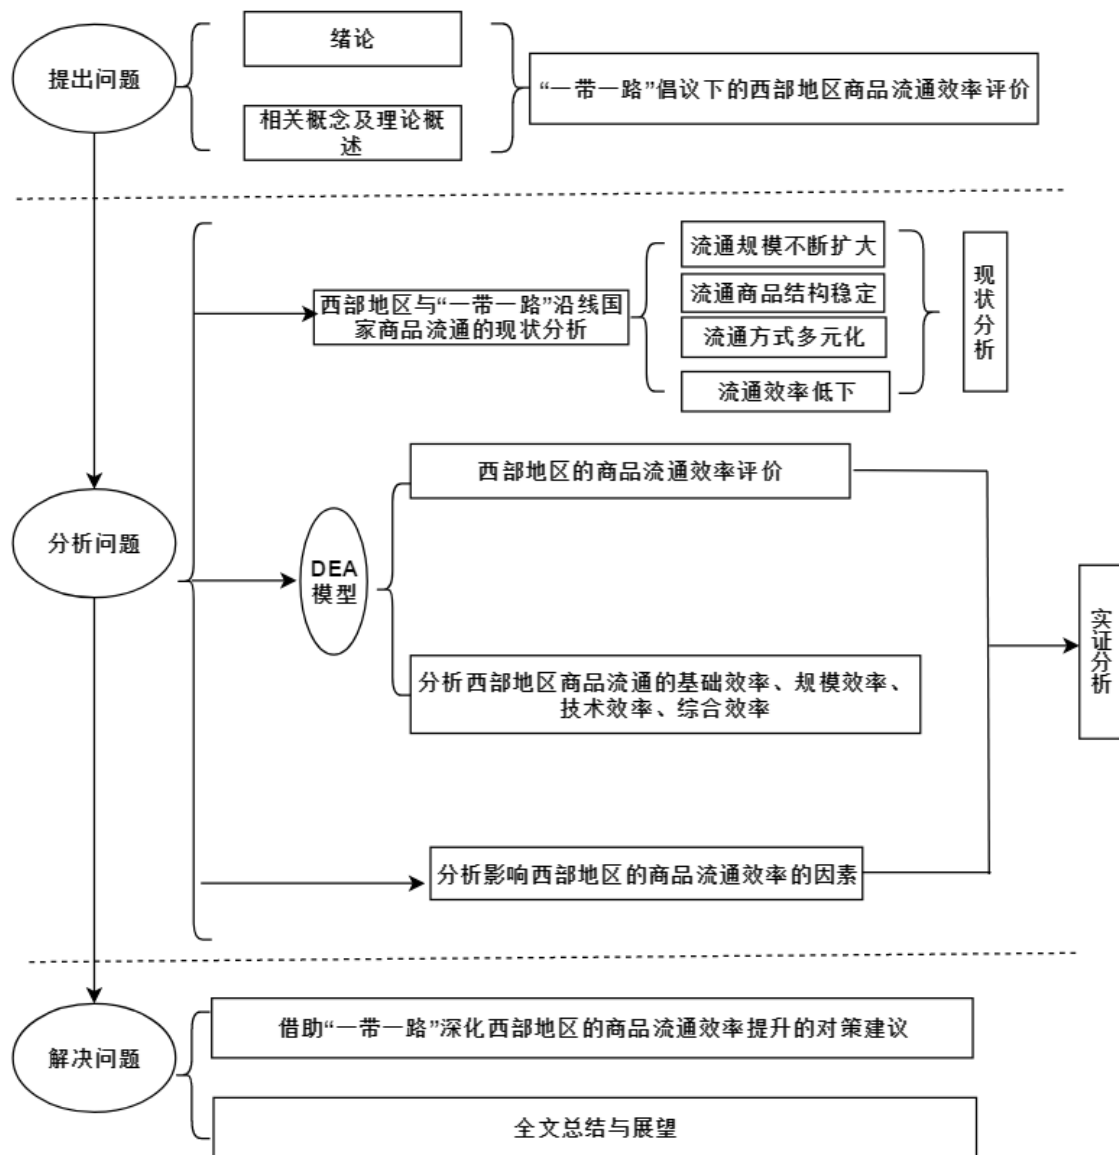 提出问题
绪论
相关概念及理论概
述
“一带一路”倡议下的西部地区商品流通效率评价
西部地区与“一带一路”沿线国
家商品流通的现状分析
流通规模不断扩大
流通商品结构稳定
流通方式多元化
流通效率低下
现
状
分
析
分析问题
DEA
模型
西部地区的商品流通效率评价
分析西部地区商品流通的基础效率、规模效率、
技术效率、综合效率
分析影响西部地区的商品流通效率的因素
实
证
分
析
解决问题
借助“一带一路”深化西部地区的商品流通效率提升的对策建议
全文总结与展望